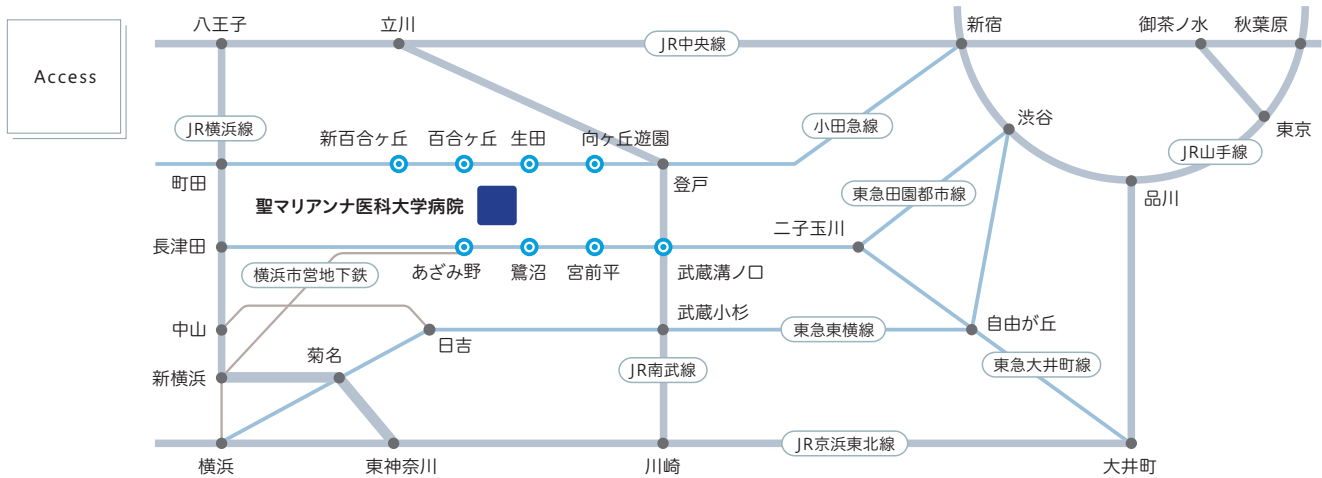 八王子
立川
新宿
御茶ノ水
秋葉原
JR中央線
Access
渋谷
JR横浜線
小田急線
東京
新百合ヶ丘
百合ヶ丘
生田
向ヶ丘遊園
JR山手線
町田
登戸
東急田園都市線
品川
聖マリアンナ医科大学病院
二子玉川
長津田
横浜市営地下鉄
あざみ野
鷺沼
宮前平
武蔵溝ノ口
武蔵小杉
中山
東急東横線
自由が丘
日吉
菊名
東急大井町線
JR南武線
新横浜
JR京浜東北線
横浜
東神奈川
川崎
大井町